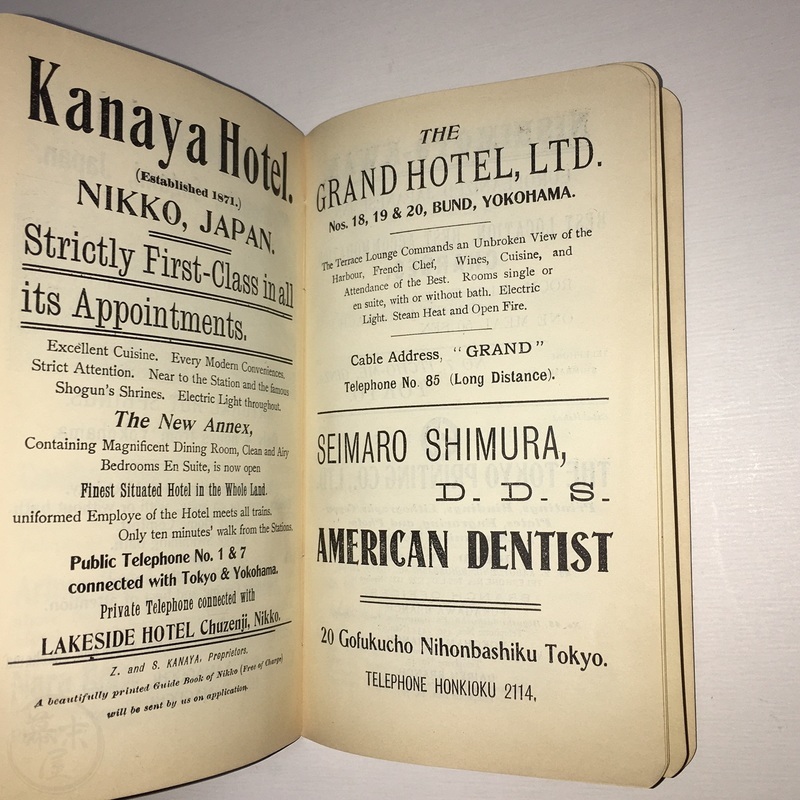 Kanaya Hotel.
(Established 1871.)
NIKKO, JAPAN.
Strictly First-Class in all
its Appointments.
Excellent Cuisine. Every Modern Conveniences.
Strict Attention. Near to the Station and the famous
Shogun's Shrines. Electric Light throughout.
The New Annex,
Containing Magnificent Dining Room, Clean and Airy
Bedrooms En Suite, is now open
Finest Situated Hotel in the Whole Land.
uniformed Employe of the Hotel meets all trains.
Only ten minutes' walk from the Stations.
Public Telephone No. 1 & 7
connected with Tokyo & Yokohama.
Private Telephone connected with
LAKESIDE HOTEL Chuzenji, Nikko.
Z. and S. KANAYA, Proprietors.
A beautifully printed Guide Book of Nikko (Free of Charge)
will be sent by us on application.
THE
GRAND HOTEL, LTD.
Nos. 18, 19 & 20, BUND, YOKOHAMA.
The Terrace Lounge Commands an Unbroken View of the
Harbour, French Chef, Wines, Cuisine, and
Attendance of the Best. Rooms single or
en suite, with or without bath. Electric
Light. Steam Heat and Open Fire.
Cable Address, "GRAND"
Telephone No. 85 (Long Distance).
SEIMARO SHIMURA,
D. D. S.
AMERICAN DENTIST
20 Gofukucho Nihonbashiku Tokyo.
TELEPHONE HONKIOKU 2114,